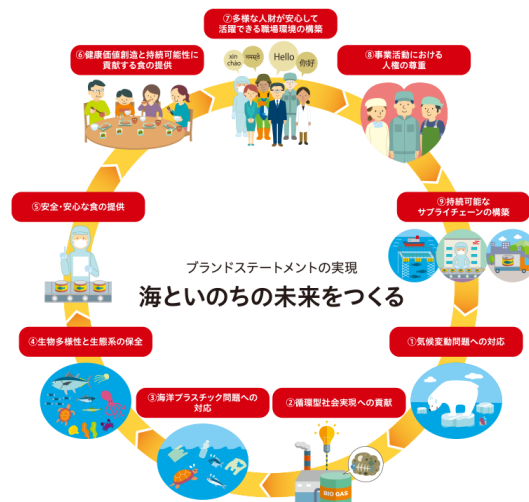 ⑦多様な人財が安心して
活躍できる職場環境の構築
⑥健康価値創造と持続可能性に
貢献する食の提供
xin
chào
नमस्ते
Hello
你好
⑧事業活動における
人権の尊重
⑤安全・安心な食の提供
⑨持続可能な
サプライチェーンの構築
ブランドステートメントの実現
海といのちの未来をつくる
④生物多様性と生態系の保全
①気候変動問題への対応
③海洋プラスチック問題への
対応
②循環型社会実現への貢献
BIO GAS